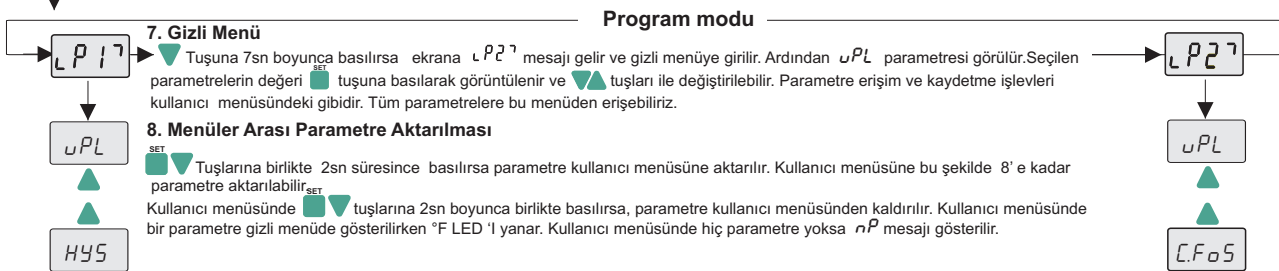 Program modu
7. Gizli Menü
Tuşuna 7sn boyunca basılırsa ekrana ꜖P2˥ mesajı gelir ve gizli menüye girilir. Ardından uPL parametresi görülür.Seçilen
SET
parametrelerin değeri tuşuna basılarak görüntülenir ve tuşları ile değiştirilebilir. Parametre erişim ve kaydetme işlevleri
kullanıcı menüsündeki gibidir. Tüm parametrelere bu menüden erişebiliriz.
8. Menüler Arası Parametre Aktarılması
SET
Tuşlarına birlikte 2sn süresince basılırsa parametre kullanıcı menüsüne aktarılır. Kullanıcı menüsüne bu şekilde 8' e kadar
parametre aktarılabilir.
SET
Kullanıcı menüsünde tuşlarına 2sn boyunca birlikte basılırsa, parametre kullanıcı menüsünden kaldırılır. Kullanıcı menüsünde
bir parametre gizli menüde gösterilirken °F LED 'I yanar. Kullanıcı menüsünde hiç parametre yoksa nP mesajı gösterilir.
꜖P1˥
uPL
HYS
꜖P2˥
uPL
C.FoS